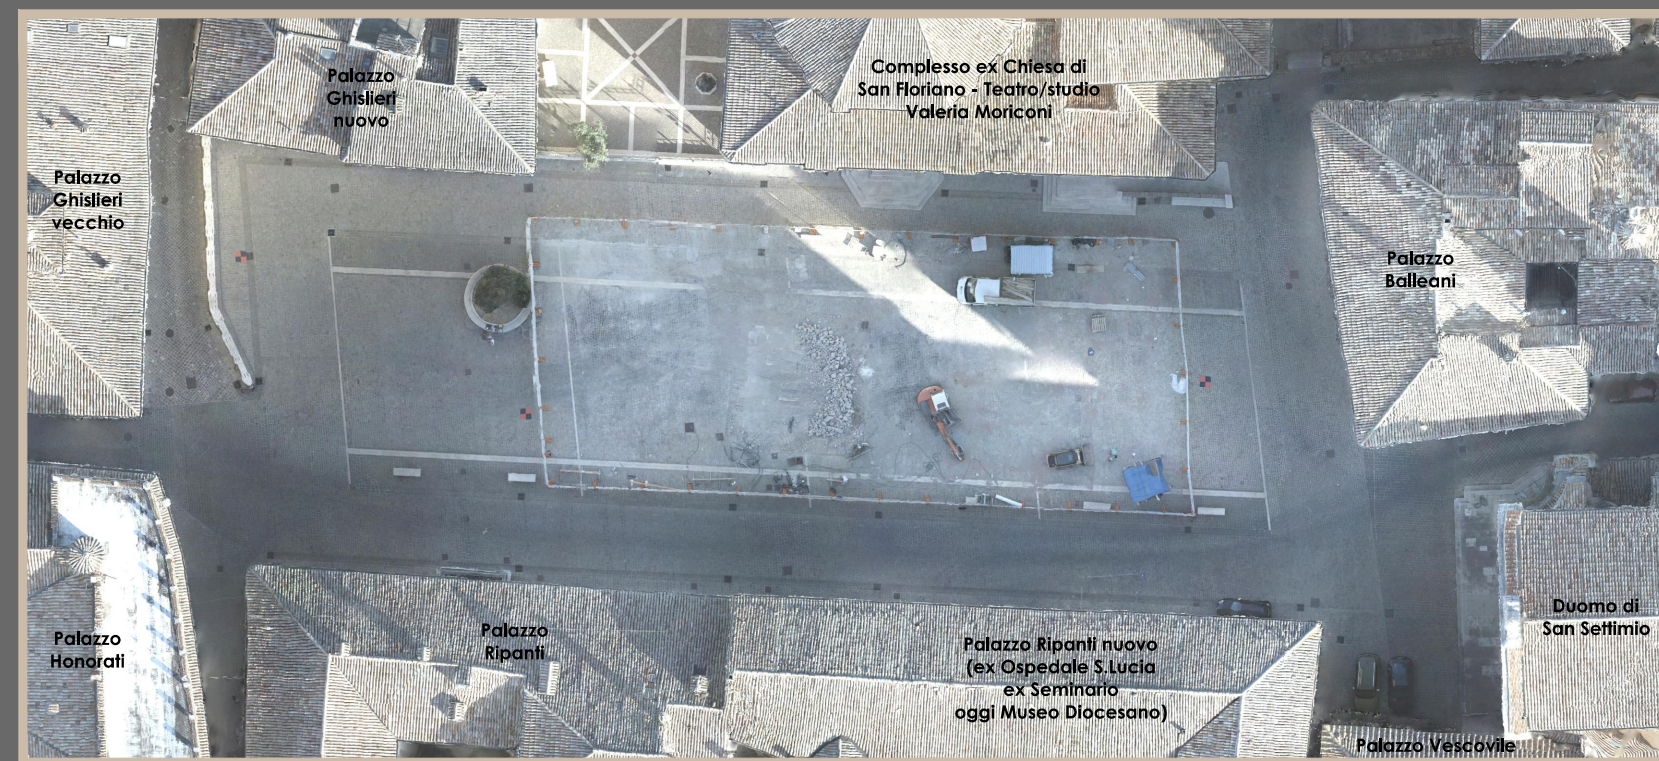 Palazzo
Ghislieri
nuovo
Complesso ex Chiesa di
San Floriano - Teatro/studio
Valeria Moriconi
Palazzo
Ghislieri
vecchio
Palazzo
Balleani
Palazzo
Honorati
Palazzo
Ripanti
Palazzo Ripanti nuovo
(ex Ospedale S.Lucia
ex Seminario
oggi Museo Diocesano)
Duomo di
San Settimio
Palazzo Vescovile